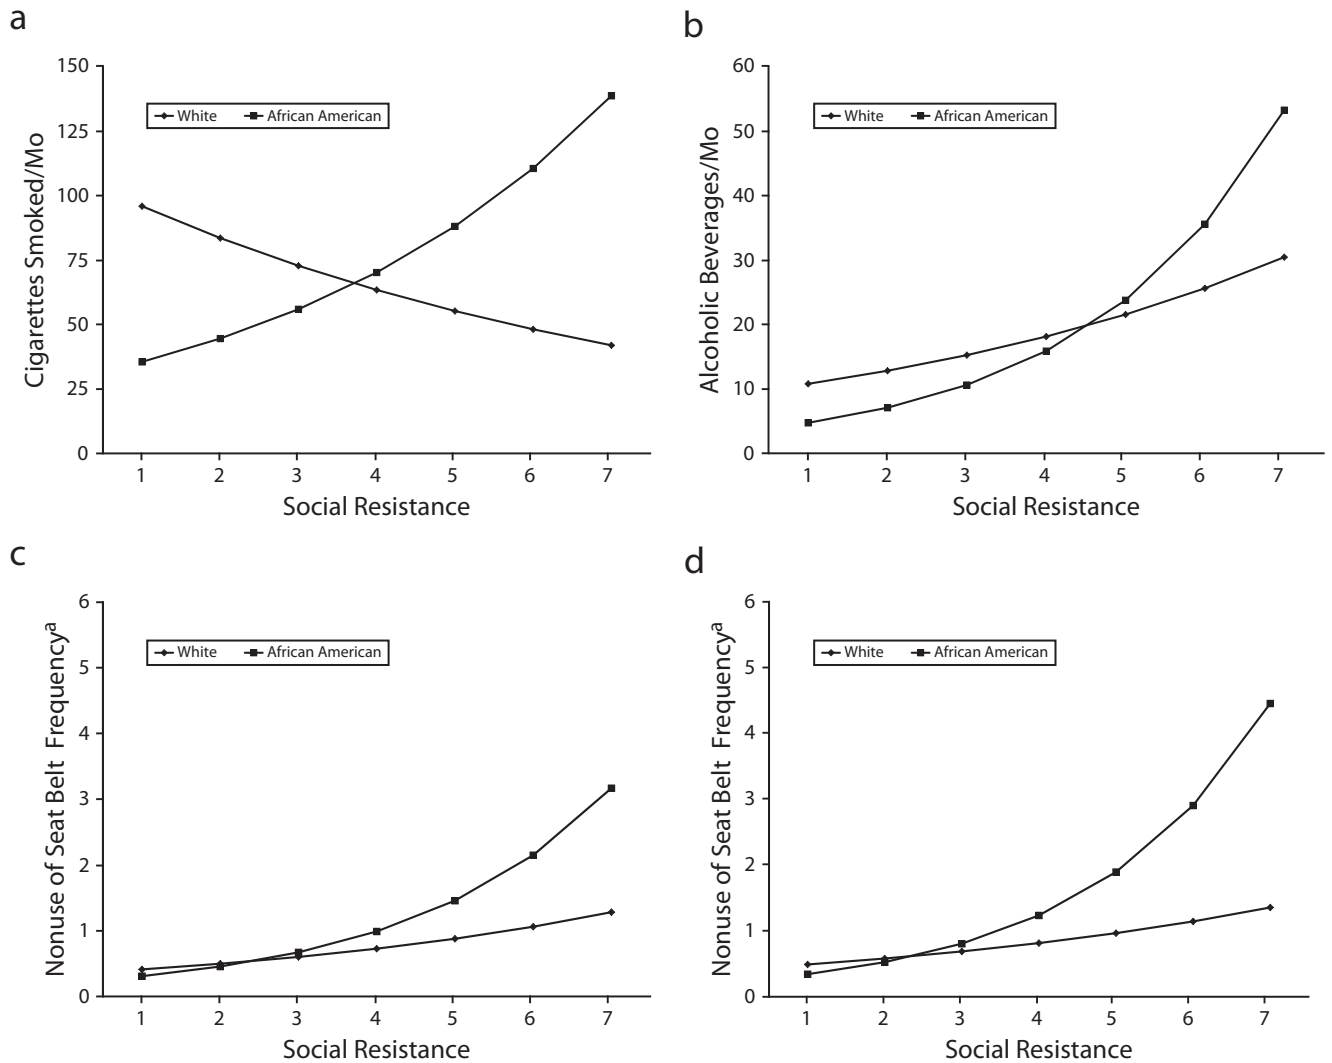 a
Cigarettes Smoked/Mo
150
125
100
75
50
25
0
White African American
1 2 3 4 5 6 7
Social Resistance
b
Alcoholic Beverages/Mo
60
50
40
30
20
10
0
White African American
1 2 3 4 5 6 7
Social Resistance
c
Nonuse of Seat Belt Frequencyᵃ
6
5
4
3
2
1
0
White African American
1 2 3 4 5 6 7
Social Resistance
d
Nonuse of Seat Belt Frequencyᵃ
6
5
4
3
2
1
0
White African American
1 2 3 4 5 6 7
Social Resistance